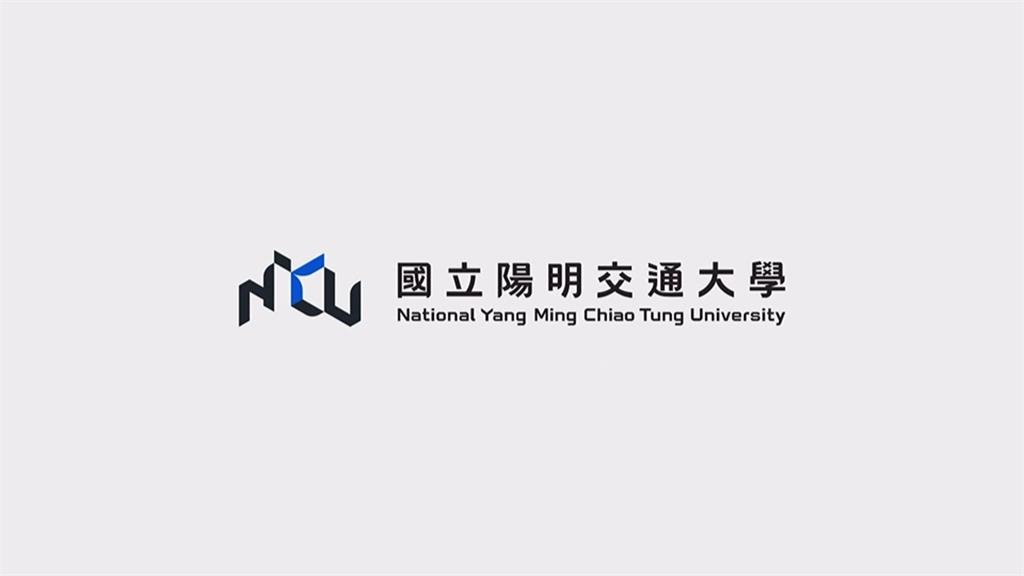 國立陽明交通大學
National Yang Ming Chiao Tung University